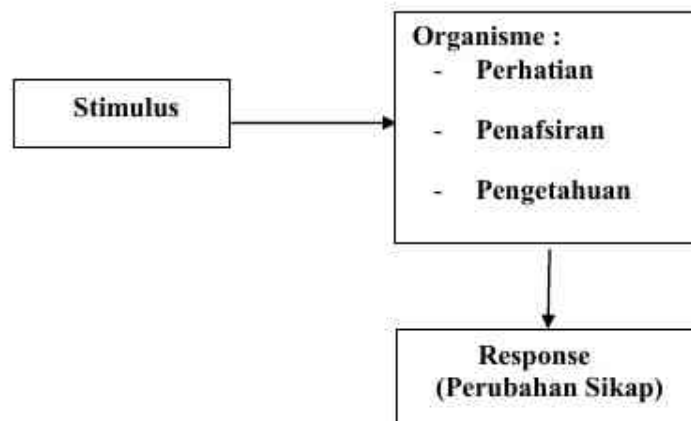 Stimulus
Organisme :
- Perhatian
- Penafsiran
- Pengetahuan
Response
(Perubahan Sikap)